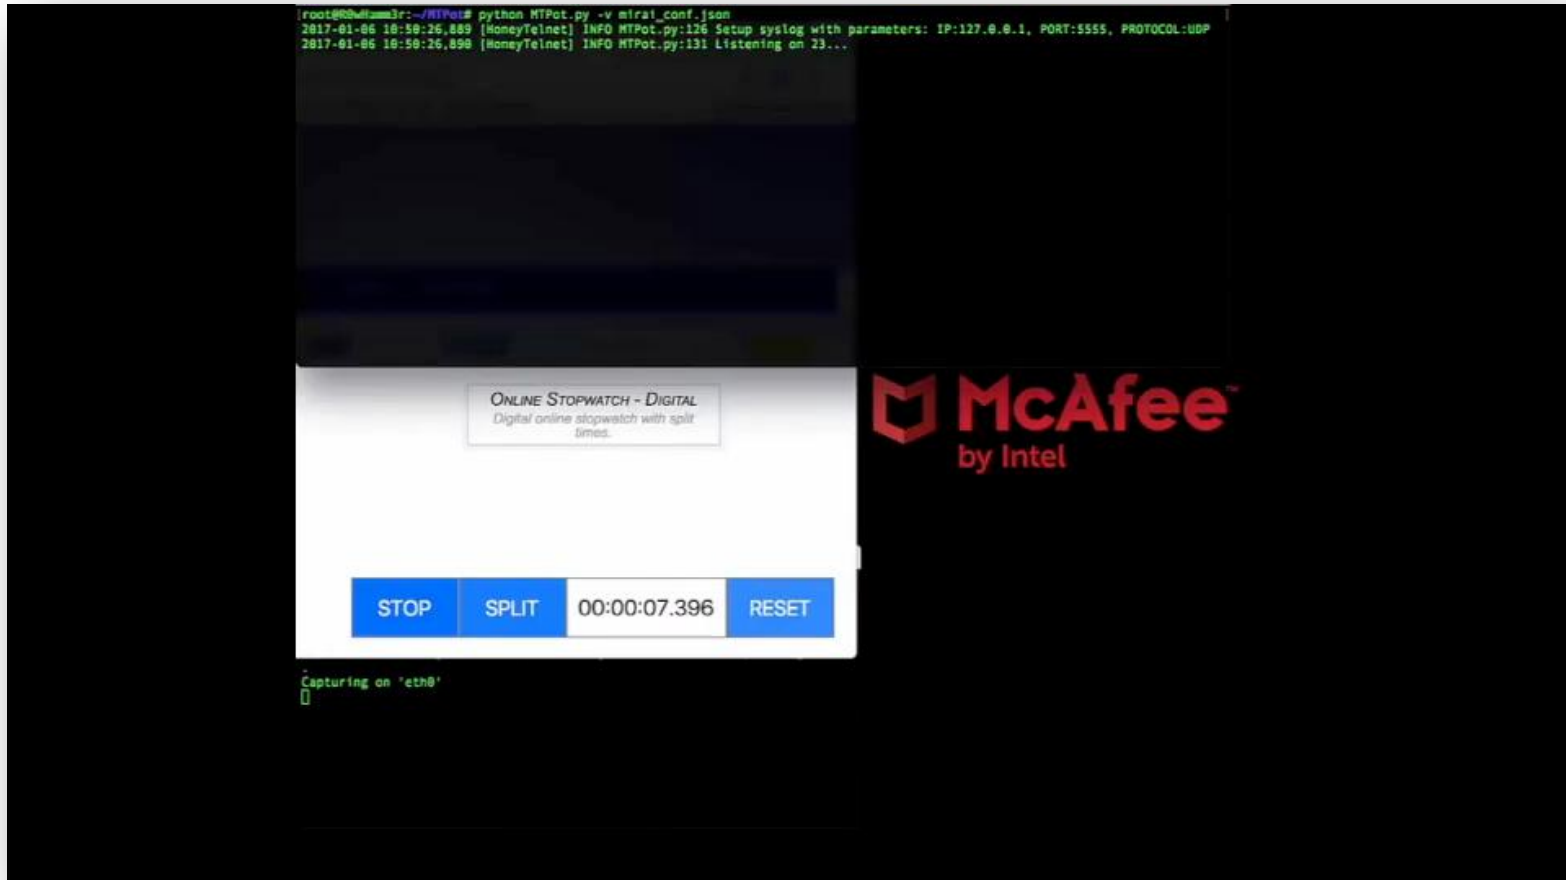 root@R0wHamm3r:~/MTPot# python MTPot.py -v mirai_conf.json
2017-01-06 10:50:26,889 [HoneyTelnet] INFO MTPot.py:126 Setup syslog with parameters: IP:127.0.0.1, PORT:5555, PROTOCOL:UDP
2017-01-06 10:50:26,890 [HoneyTelnet] INFO MTPot.py:131 Listening on 23...
ONLINE STOPWATCH - DIGITAL
Digital online stopwatch with split
times.
McAfee™
by Intel
STOP SPLIT 00:00:07.396 RESET
Capturing on 'eth0'